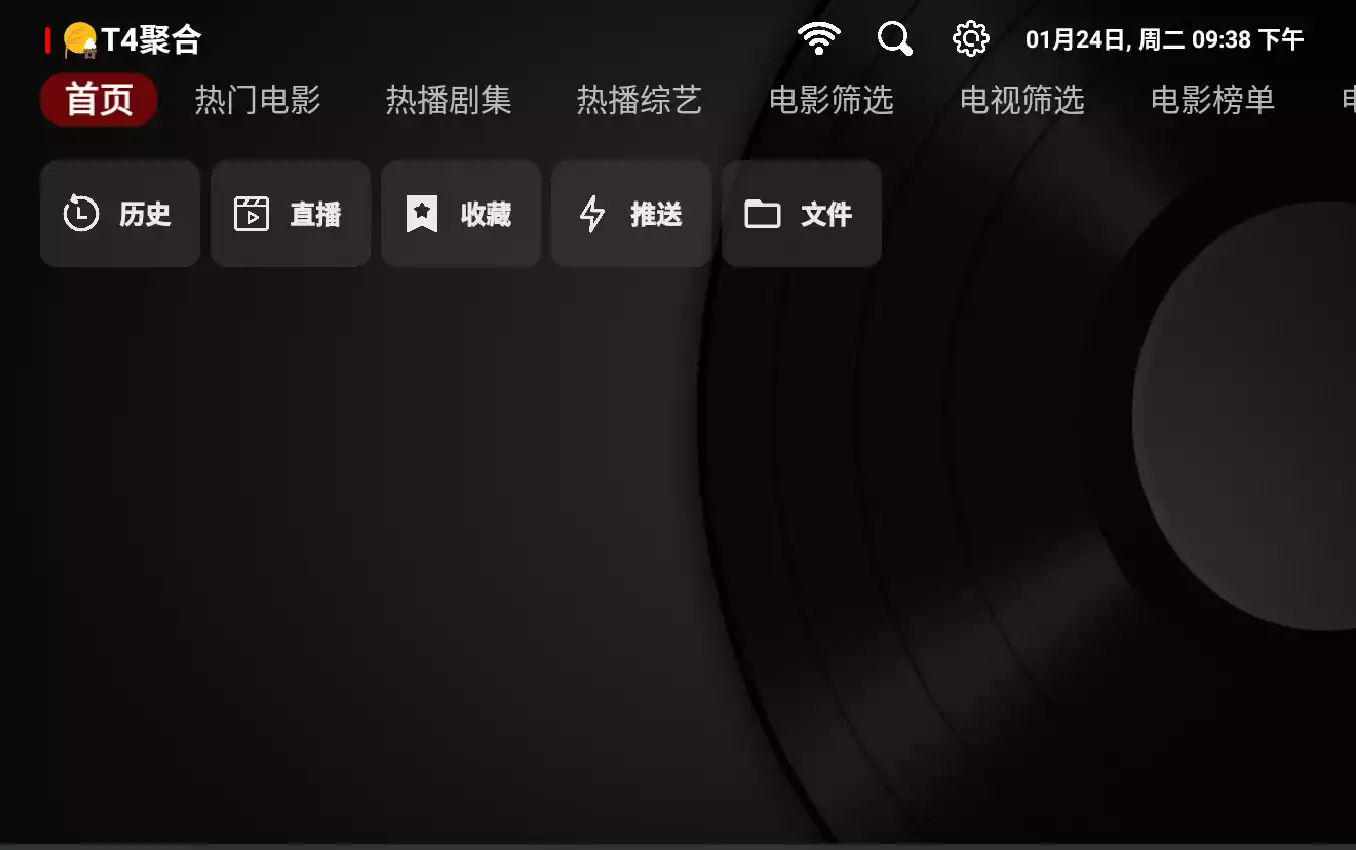 T4聚合 01月24日, 周二 09:38 下午
首页 热门电影 热播剧集 热播综艺 电影筛选 电视筛选 电影榜单
历史 直播 收藏 推送 文件